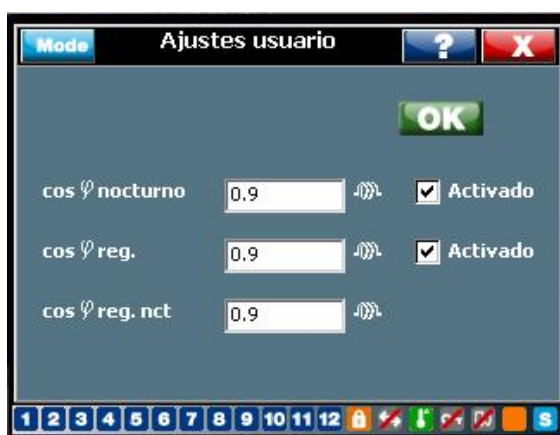 Mode Ajustes usuario ? X
OK
cos φ nocturno 0.9 Activado
cos φ reg. 0.9 Activado
cos φ reg. nct 0.9
1 2 3 4 5 6 7 8 9 10 11 12 S